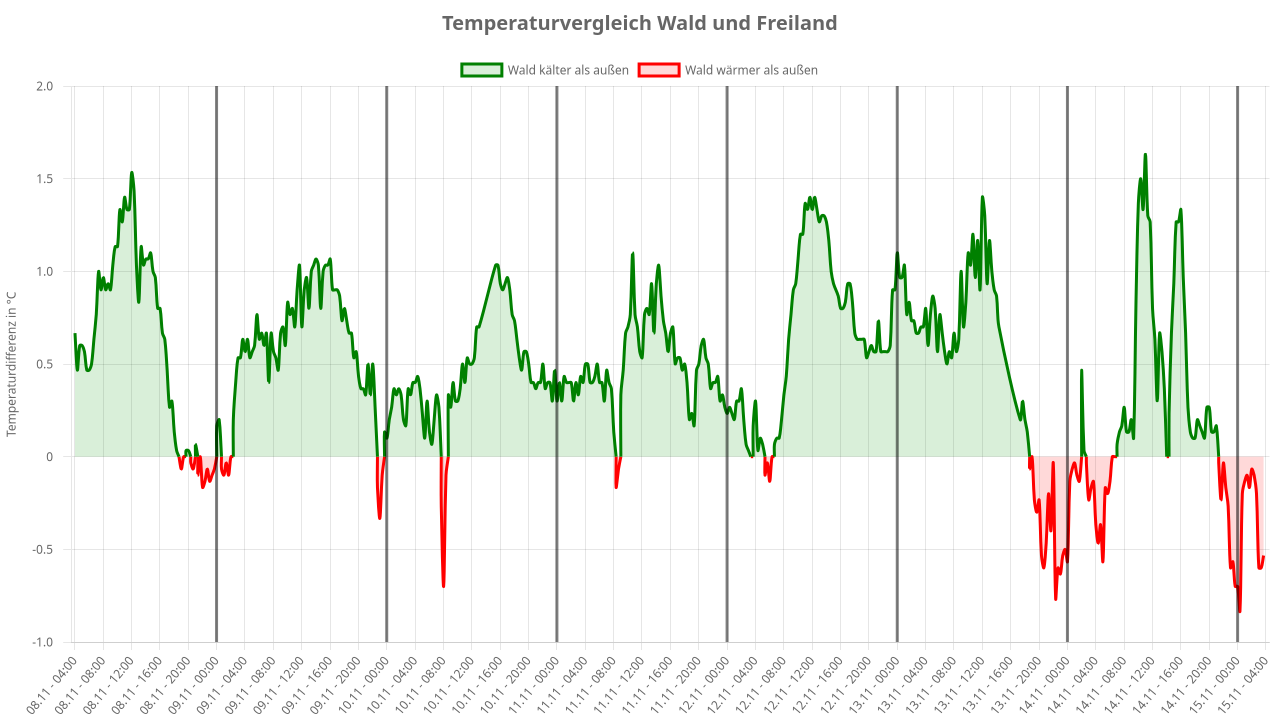 Temperaturvergleich Wald und Freiland
Wald kälter als außen
Wald wärmer als außen
Temperaturdifferenz in °C
2.0
1.5
1.0
0.5
0
-0.5
-1.0
08.11 - 04:00
08.11 - 08:00
08.11 - 12:00
08.11 - 16:00
08.11 - 20:00
09.11 - 00:00
09.11 - 04:00
09.11 - 08:00
09.11 - 12:00
09.11 - 16:00
09.11 - 20:00
10.11 - 00:00
10.11 - 04:00
10.11 - 08:00
10.11 - 12:00
10.11 - 16:00
10.11 - 20:00
11.11 - 00:00
11.11 - 04:00
11.11 - 08:00
11.11 - 12:00
11.11 - 16:00
11.11 - 20:00
12.11 - 00:00
12.11 - 04:00
12.11 - 08:00
12.11 - 12:00
12.11 - 16:00
12.11 - 20:00
13.11 - 00:00
13.11 - 04:00
13.11 - 08:00
13.11 - 12:00
13.11 - 16:00
13.11 - 20:00
14.11 - 00:00
14.11 - 04:00
14.11 - 08:00
14.11 - 12:00
14.11 - 16:00
14.11 - 20:00
15.11 - 00:00
15.11 - 04:00